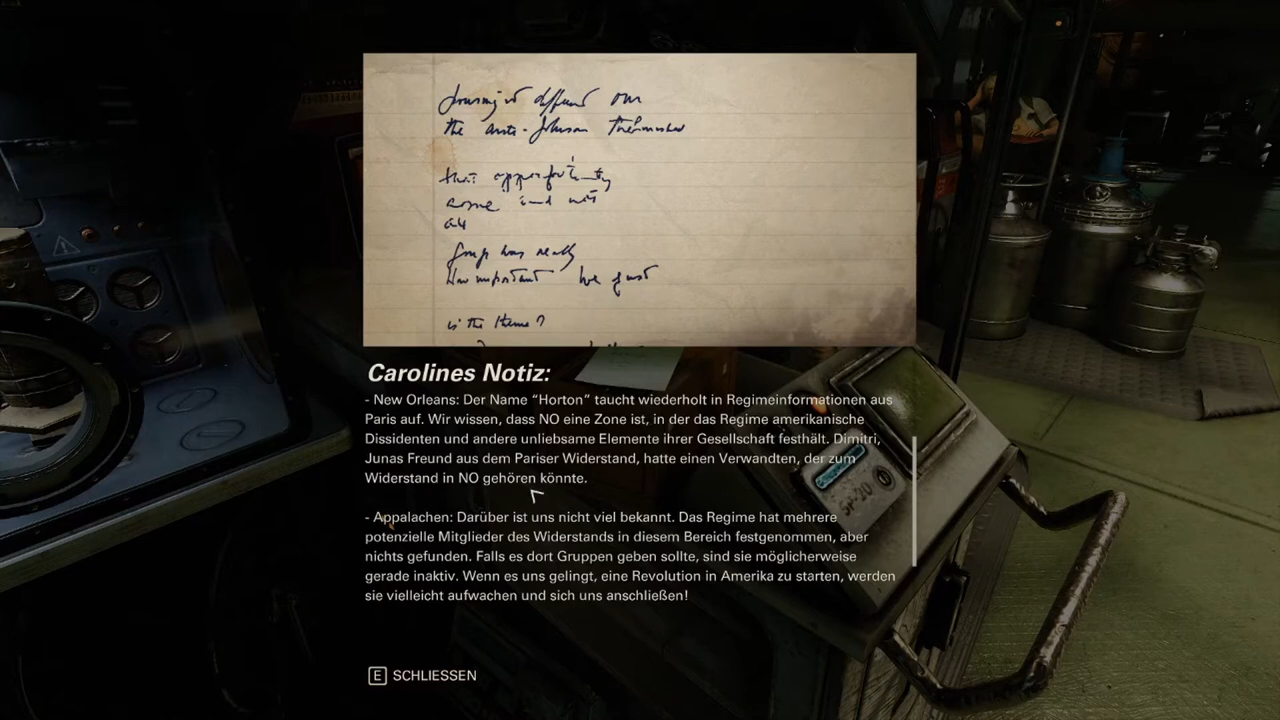 the
is the theme?
Carolines Notiz:
- New Orleans: Der Name “Horton” taucht wiederholt in Regimeinformationen aus
Paris auf. Wir wissen, dass NO eine Zone ist, in der das Regime amerikanische
Dissidenten und andere unliebsame Elemente ihrer Gesellschaft festhält. Dimitri,
Junas Freund aus dem Pariser Widerstand, hatte einen Verwandten, der zum
Widerstand in NO gehören könnte.
- Appalachen: Darüber ist uns nicht viel bekannt. Das Regime hat mehrere
potenzielle Mitglieder des Widerstands in diesem Bereich festgenommen, aber
nichts gefunden. Falls es dort Gruppen geben sollte, sind sie möglicherweise
gerade inaktiv. Wenn es uns gelingt, eine Revolution in Amerika zu starten, werden
sie vielleicht aufwachen und sich uns anschließen!
E SCHLIESSEN